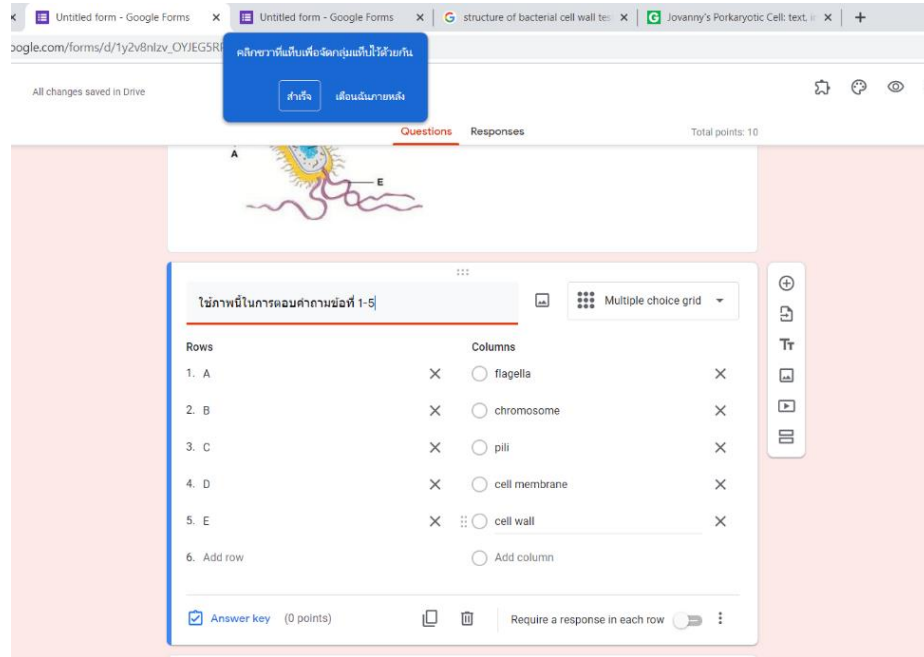 Untitled form - Google Forms
Untitled form - Google Forms
structure of bacterial cell wall tes
Jovanny's Porkaryotic Cell: text, i
oogle.com/forms/d/1y2v8nlzv_OYJEG5RF
คลิกขวาที่แท็บเพื่อจัดกลุ่มแท็บไว้ด้วยกัน
All changes saved in Drive
สำเร็จ เตือนฉันภายหลัง
Questions Responses Total points: 10
A
E
ใช้ภาพนี้ในการตอบคำถามข้อที่ 1-5
Multiple choice grid
Rows Columns
1. A flagella
2. B chromosome
3. C pili
4. D cell membrane
5. E cell wall
6. Add row Add column
Answer key (0 points) Require a response in each row